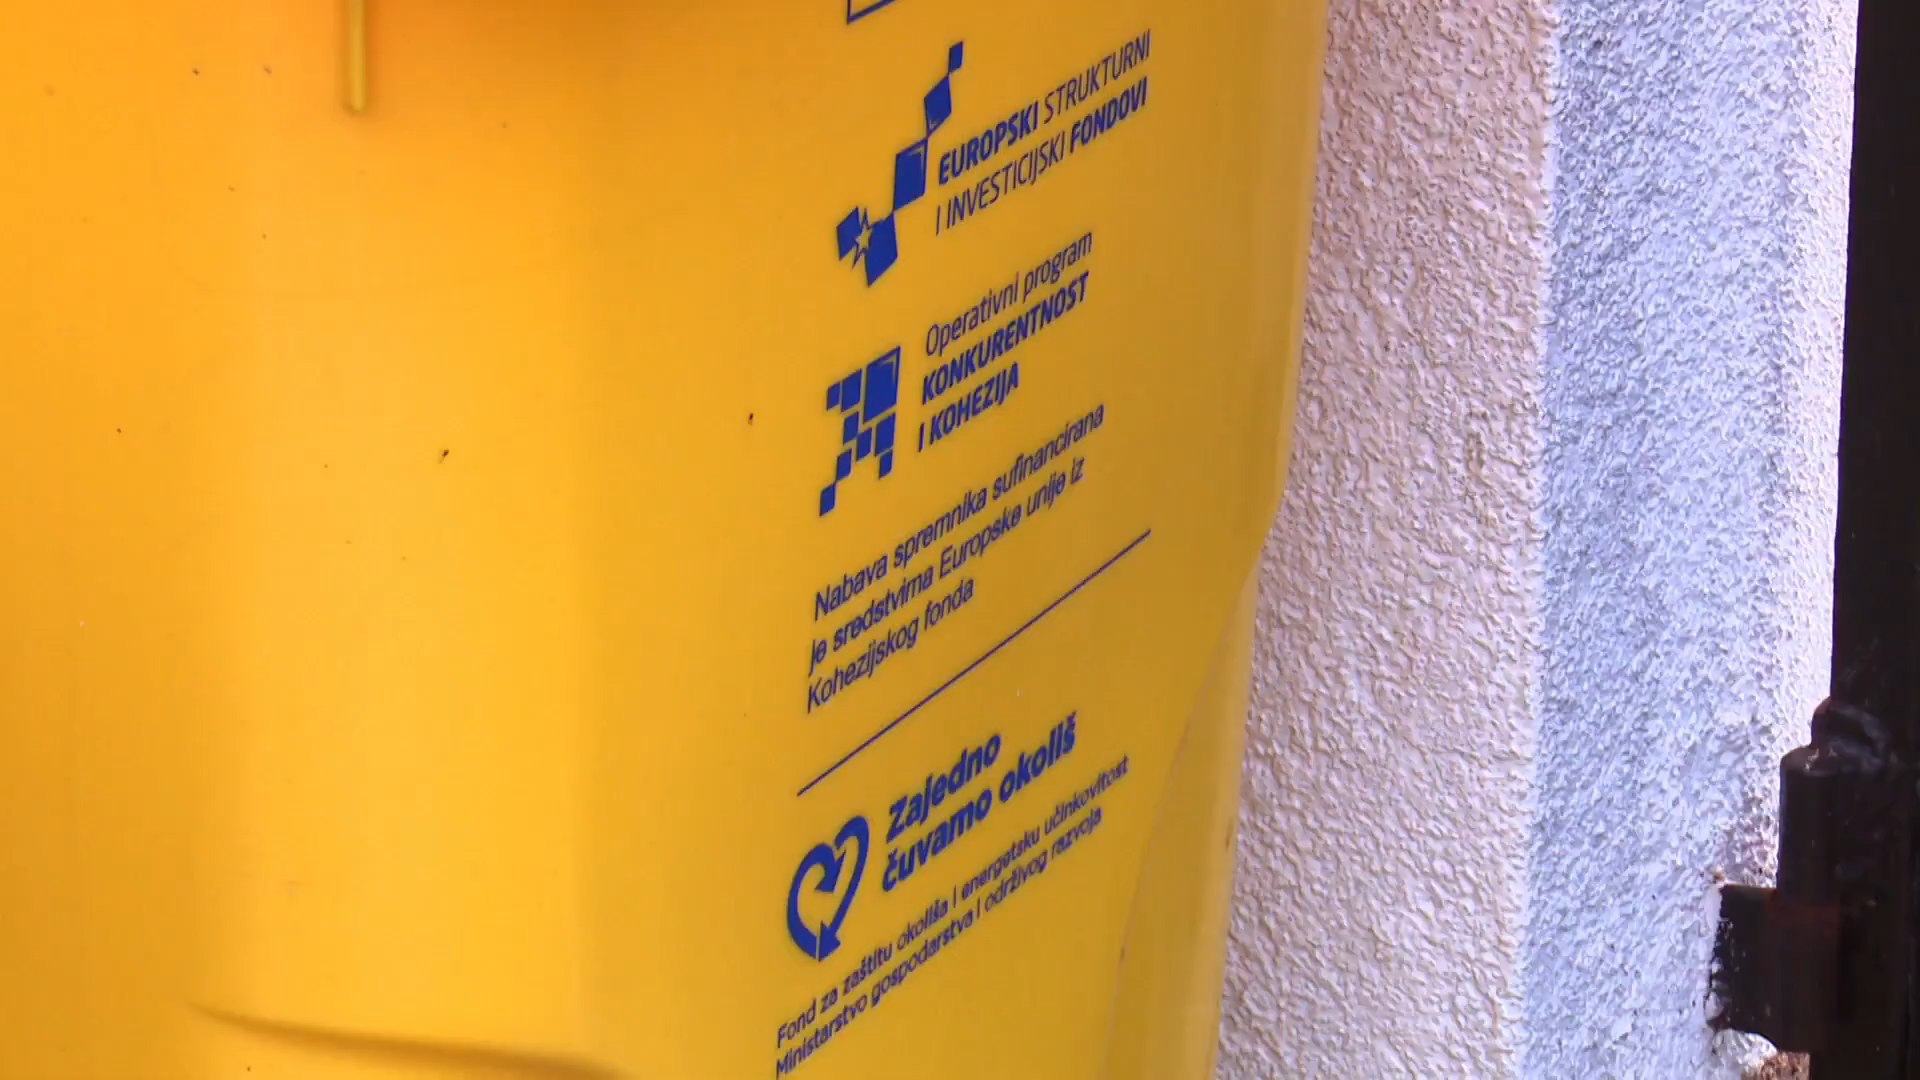 EUROPSKI STRUKTURNI
I INVESTICIJSKI FONDOVI
Operativni program
KONKURENTNOST
I KOHEZIJA
Nabava spremnika sufinancirana
je sredstvima Europske unije iz
Kohezijskog fonda
Zajedno
čuvamo okoliš
Fond za zaštitu okoliša i energetsku učinkovitost
Ministarstvo gospodarstva i održivog razvoja